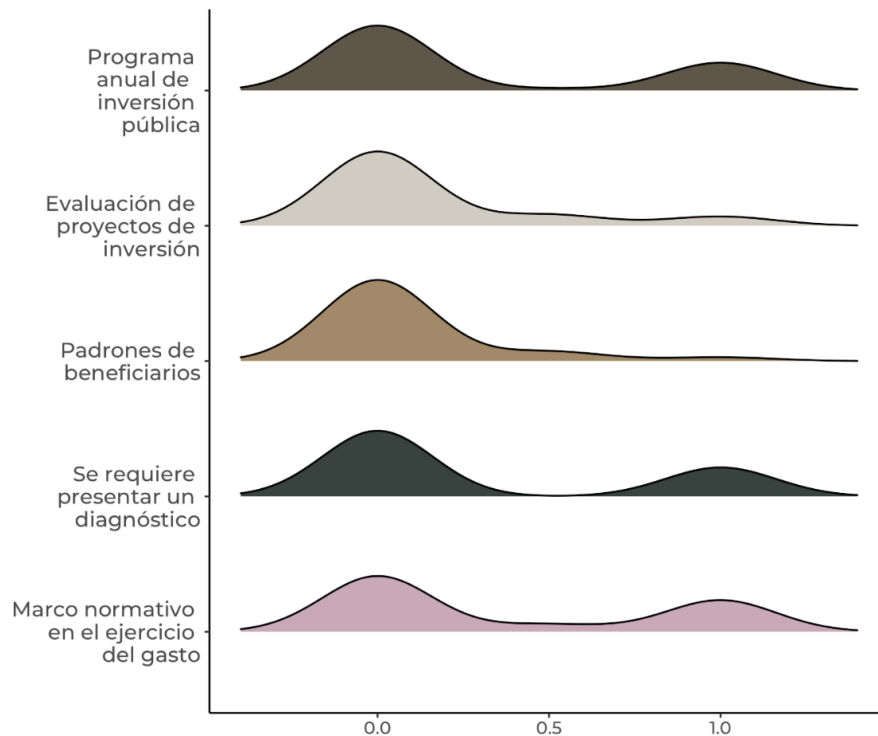 Programa
anual de
inversión
pública
Evaluación de
proyectos de
inversión
Padrones de
beneficiarios
Se requiere
presentar un
diagnóstico
Marco normativo
en el ejercicio
del gasto
0.0 0.5 1.0